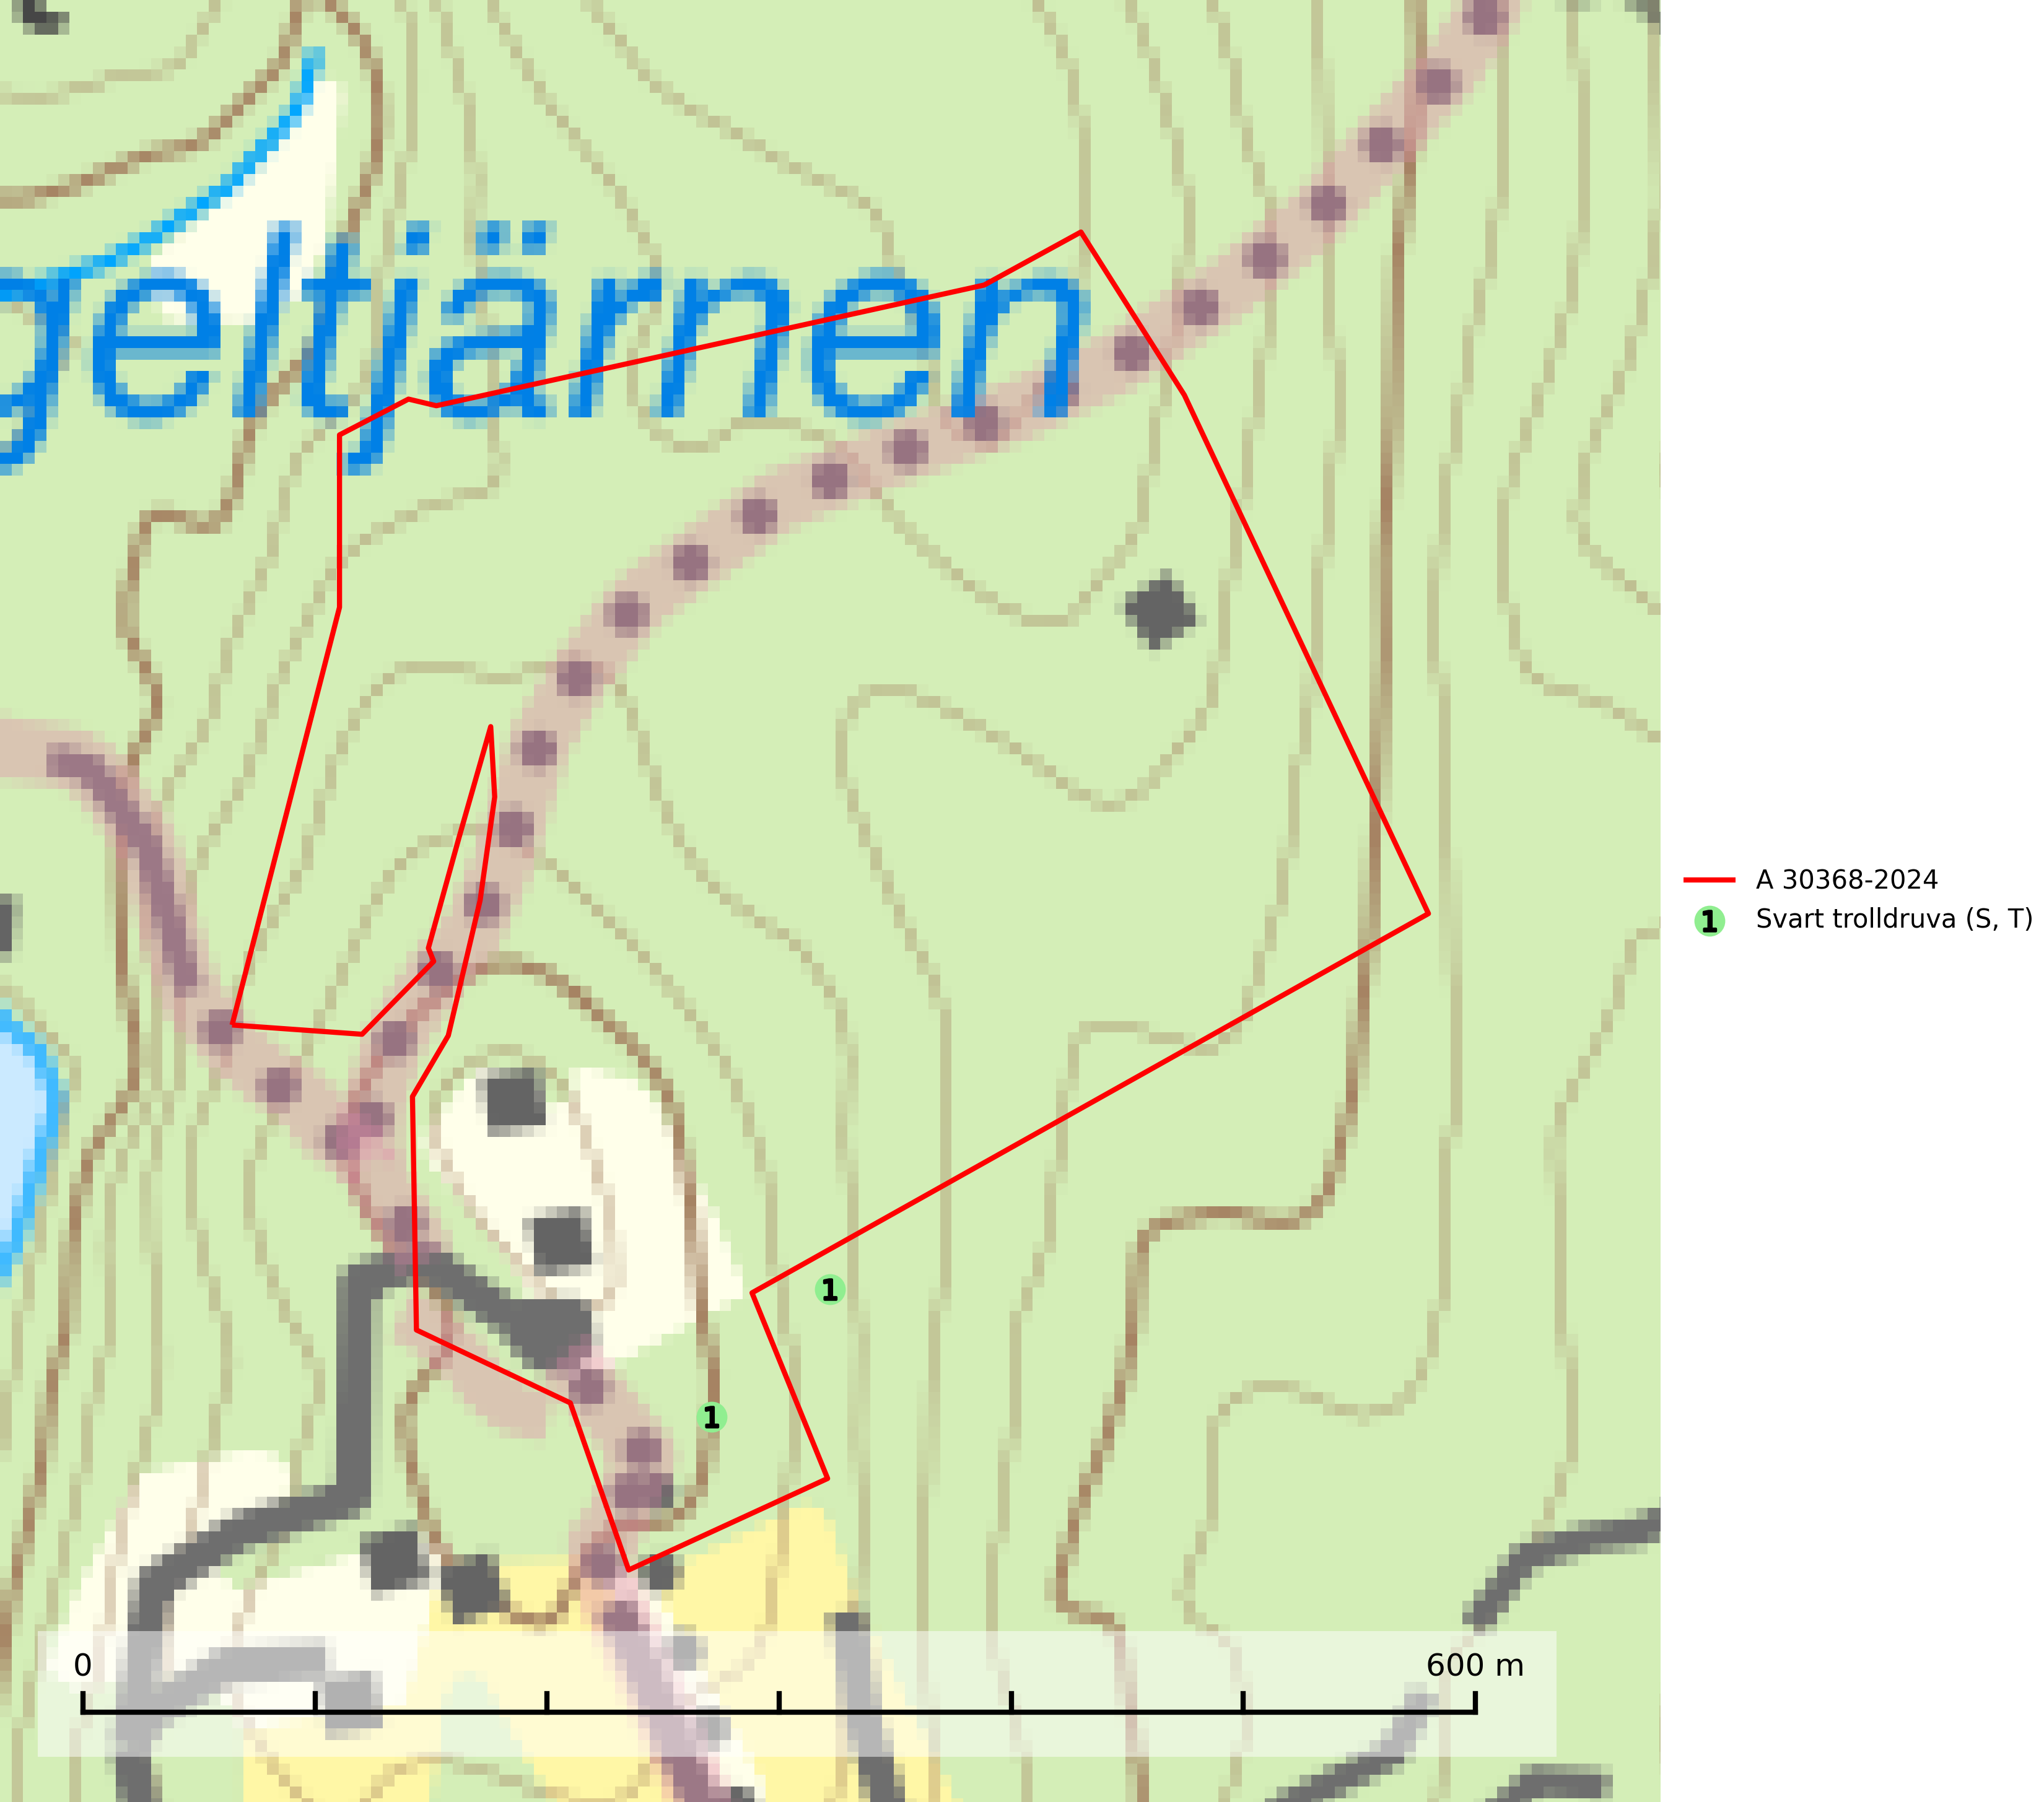 geltjärnen
A 30368-2024
1 Svart trolldruva (S, T)
1
1
0 600 m